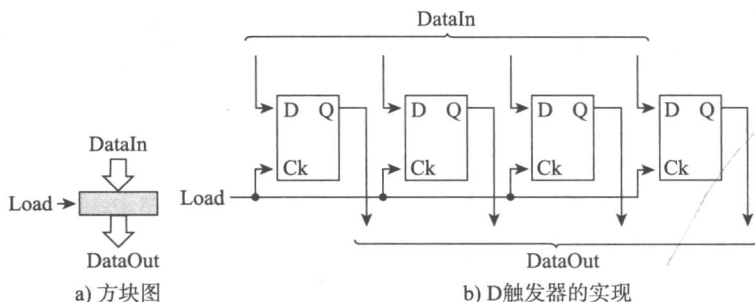 DataIn
D Q
D Q
D Q
D Q
Ck
Ck
Ck
Ck
Load
DataOut
b) D触发器的实现
DataIn
Load
DataOut
a) 方块图